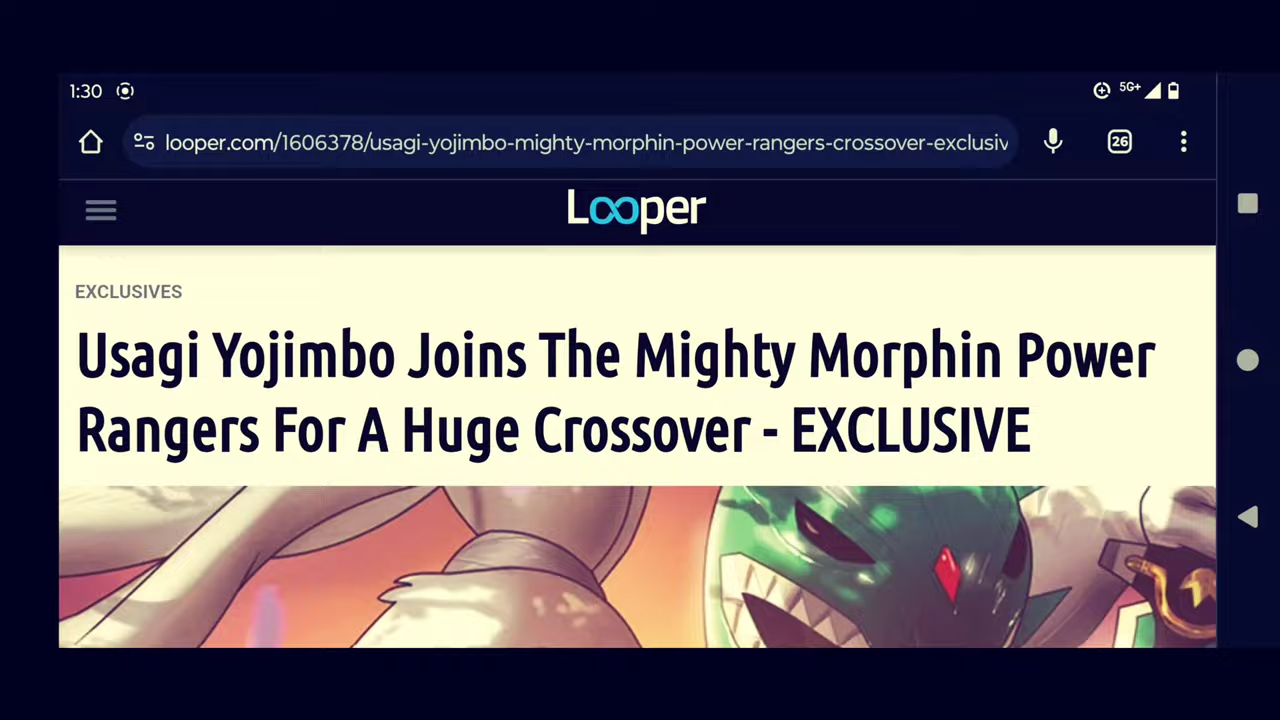 1:30
5G+
looper.com/1606378/usagi-yojimbo-mighty-morphin-power-rangers-crossover-exclusiv
26
Looper
EXCLUSIVES
Usagi Yojimbo Joins The Mighty Morphin Power
Rangers For A Huge Crossover - EXCLUSIVE